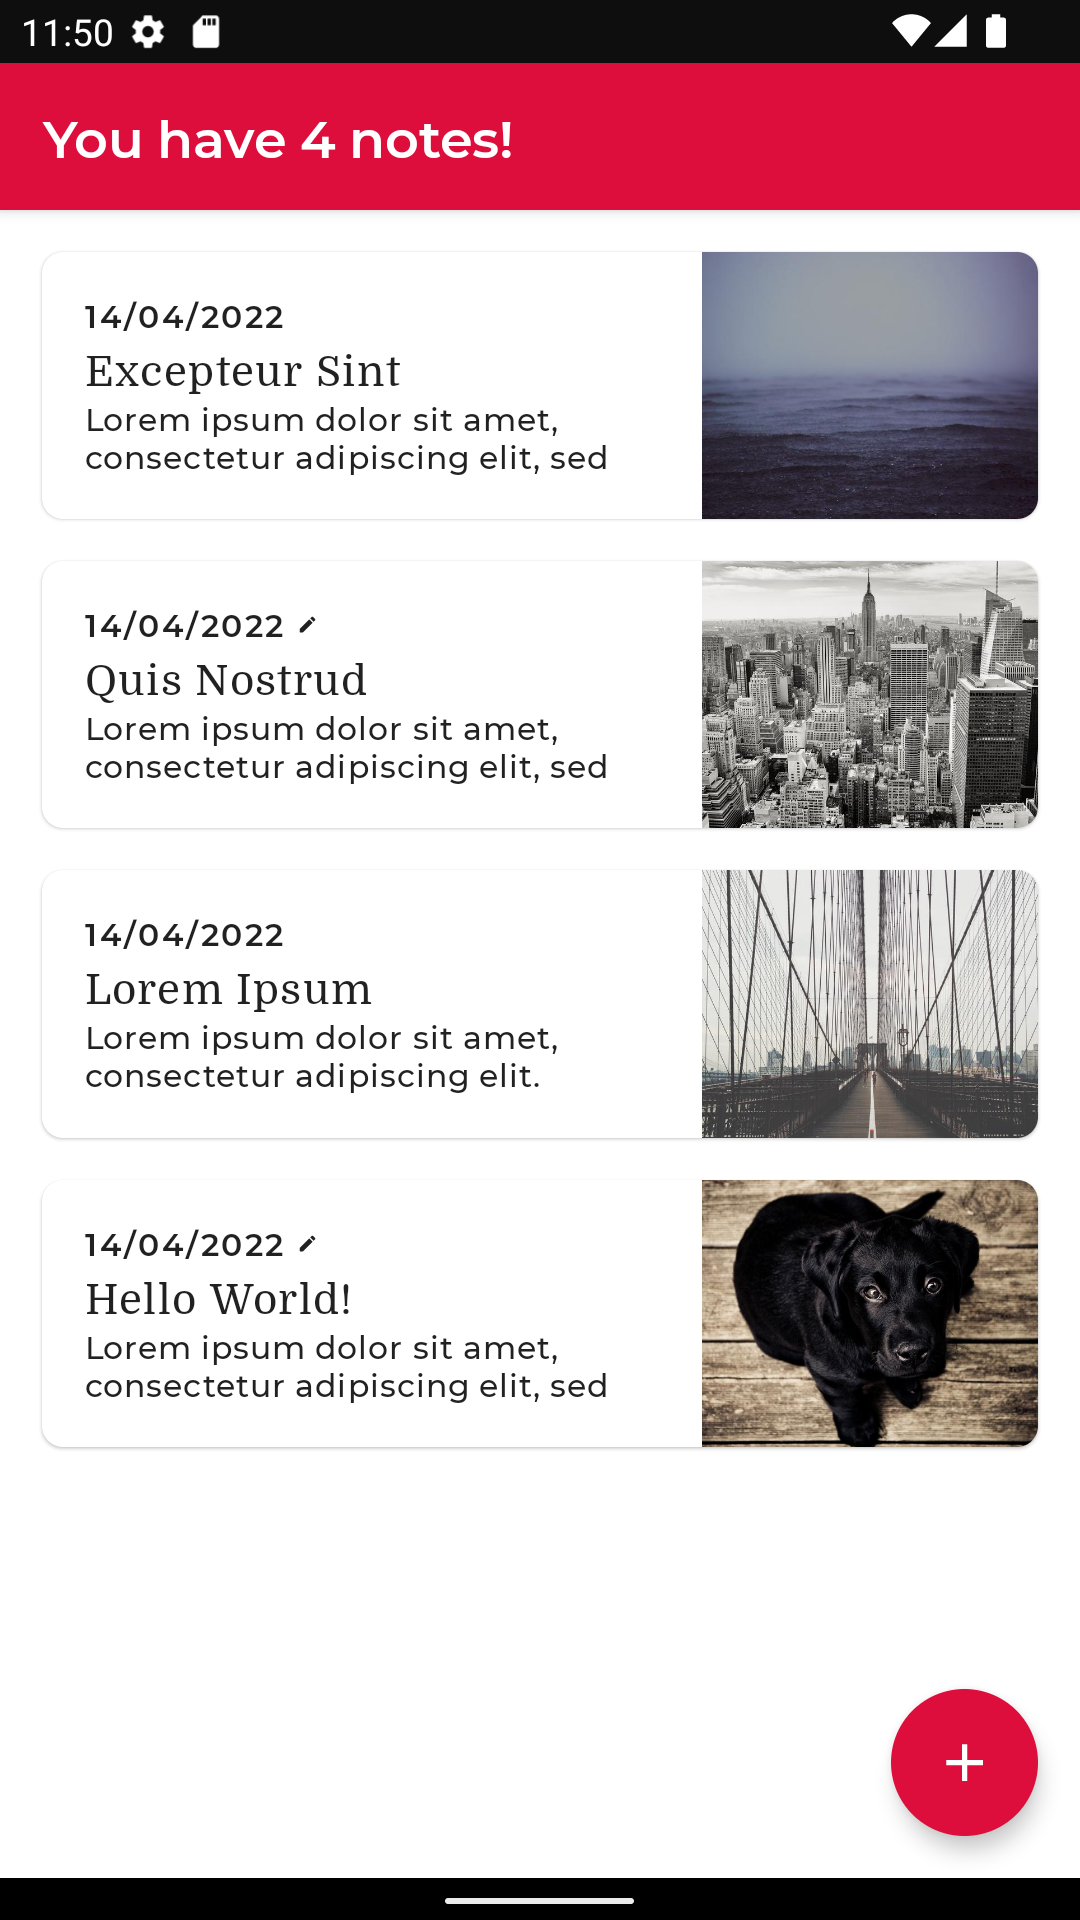 11:50
You have 4 notes!
14/04/2022
Excepteur Sint
Lorem ipsum dolor sit amet,
consectetur adipiscing elit, sed
14/04/2022
Quis Nostrud
Lorem ipsum dolor sit amet,
consectetur adipiscing elit, sed
14/04/2022
Lorem Ipsum
Lorem ipsum dolor sit amet,
consectetur adipiscing elit.
14/04/2022
Hello World!
Lorem ipsum dolor sit amet,
consectetur adipiscing elit, sed